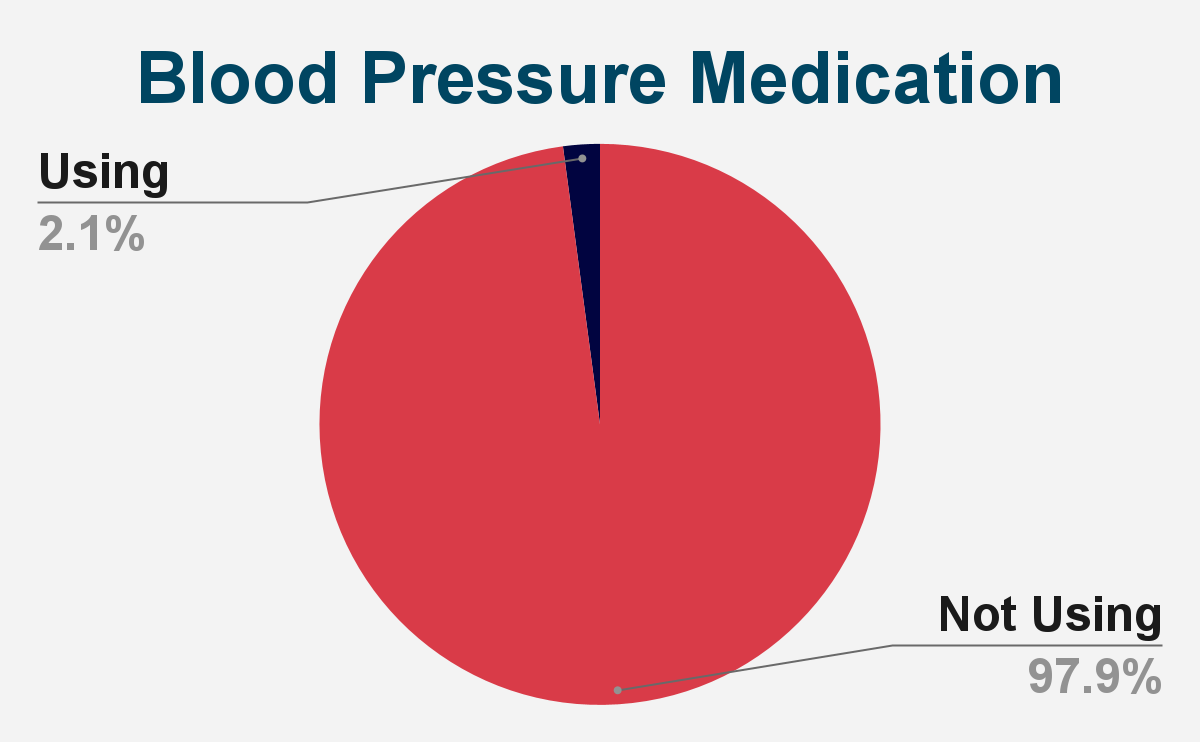 Blood Pressure Medication
Using
2.1%
Not Using
97.9%